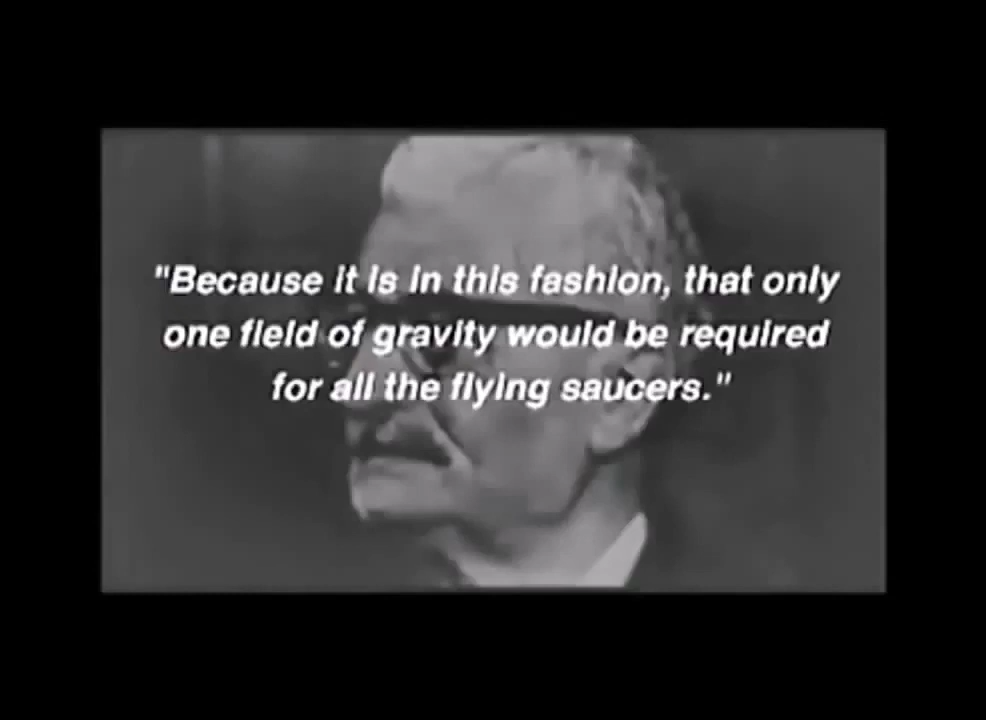 "Because it is in this fashion, that only
one field of gravity would be required
for all the flying saucers."